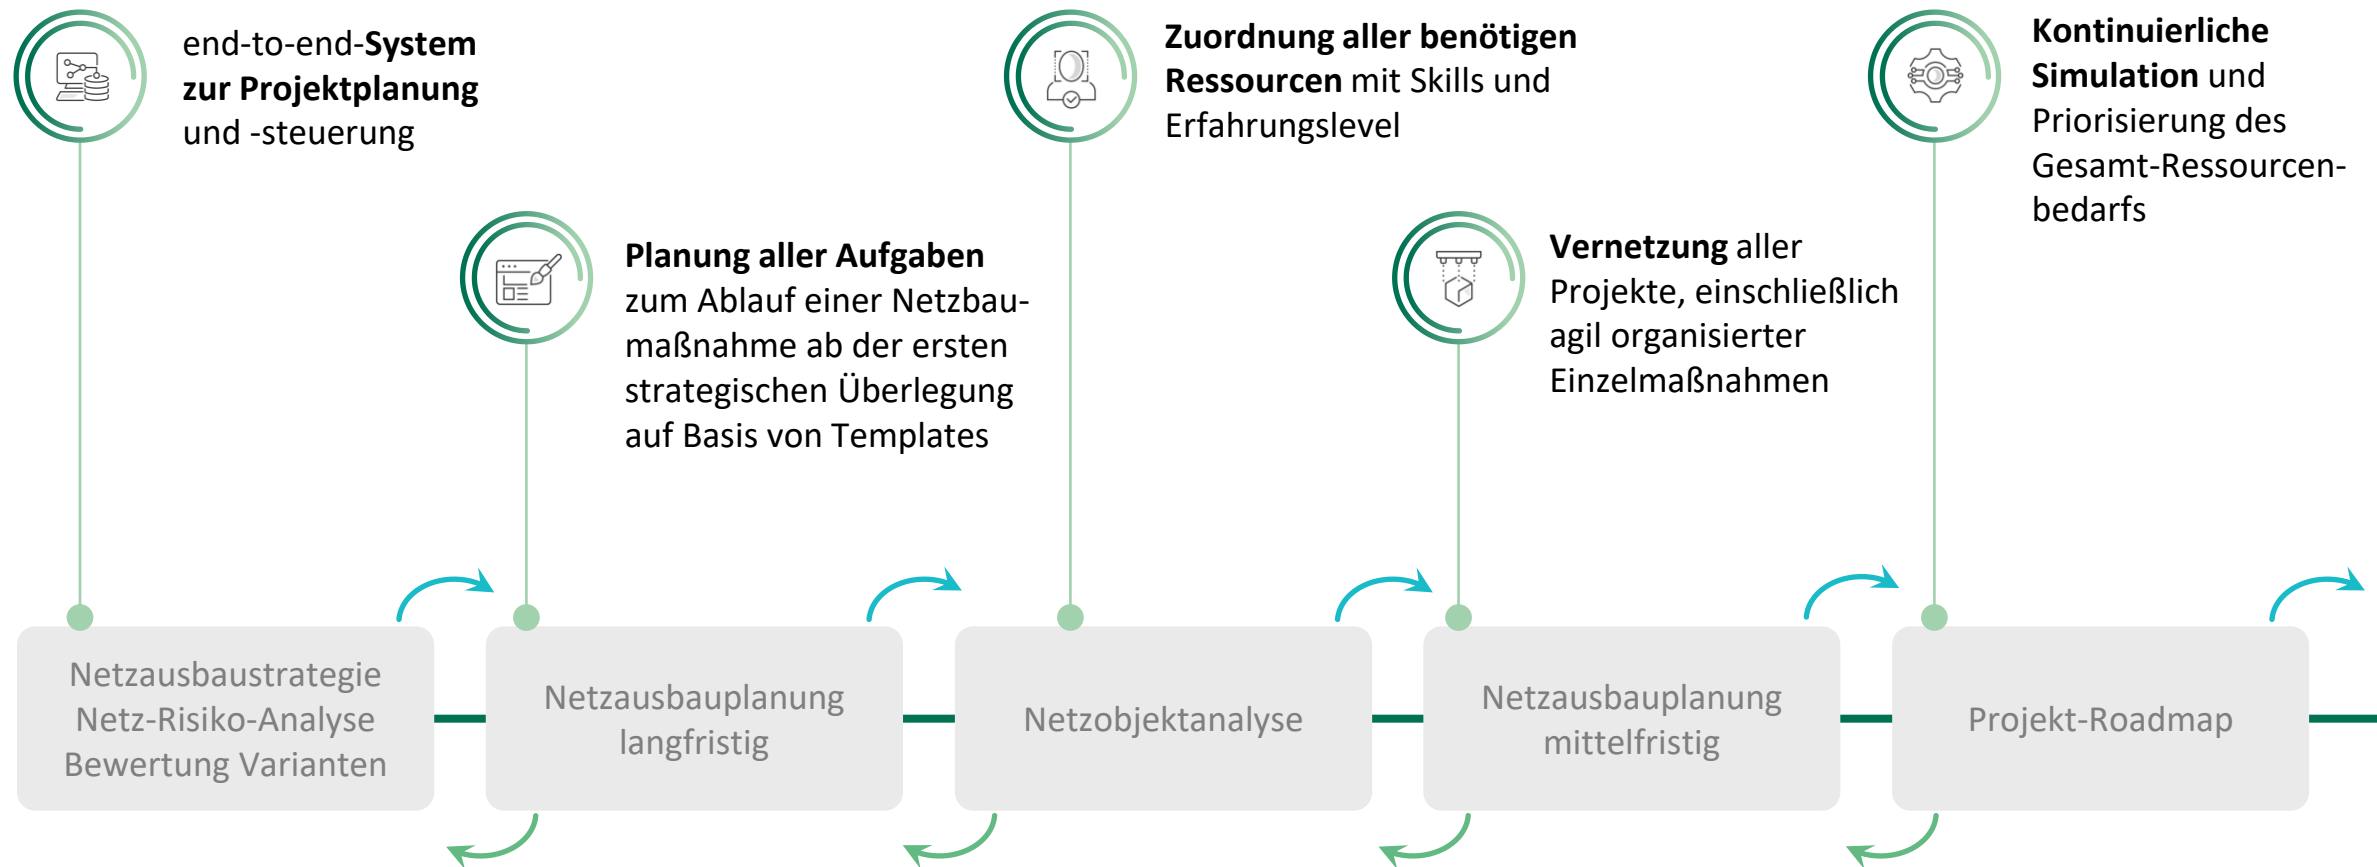 end-to-end-System
zur Projektplanung
und -steuerung
Planung aller Aufgaben
zum Ablauf einer Netzbau-
maßnahme ab der ersten
strategischen Überlegung
auf Basis von Templates
Zuordnung aller benötigen
Ressourcen mit Skills und
Erfahrungslevel
Vernetzung aller
Projekte, einschließlich
agil organisierter
Einzelmaßnahmen
Kontinuierliche
Simulation und
Priorisierung des
Gesamt-Ressourcen-
bedarfs
Netzausbaustrategie
Netz-Risiko-Analyse
Bewertung Varianten
Netzausbauplanung
langfristig
Netzobjektanalyse
Netzausbauplanung
mittelfristig
Projekt-Roadmap